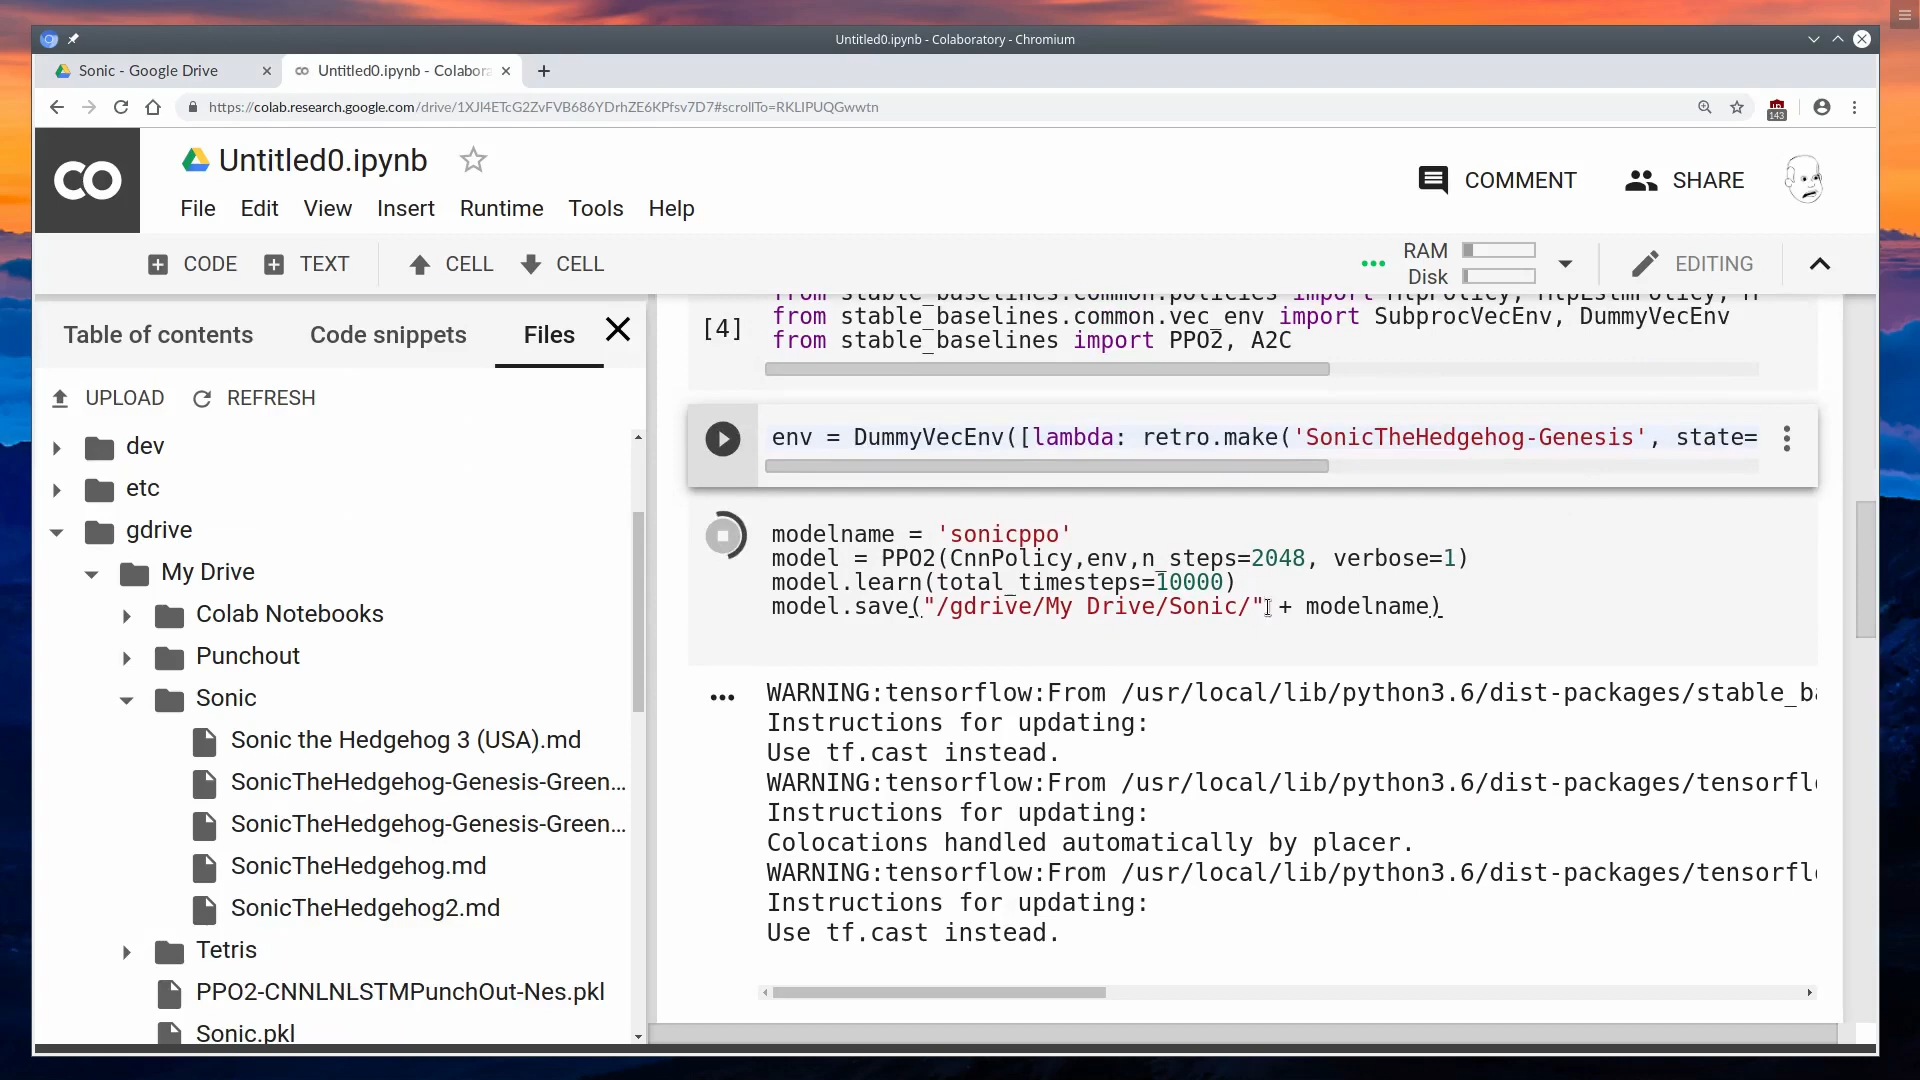 Untitled0.ipynb - Colaboratory - Chromium
Sonic - Google Drive
Untitled0.ipynb - Colabora
https://colab.research.google.com/drive/1XJl4ETcG2ZvFVB686YDrhZE6KPfsv7D7#scrollTo=RKLIPUQGwwtn
143
CO
Untitled0.ipynb
COMMENT
SHARE
File Edit View Insert Runtime Tools Help
CODE TEXT CELL CELL
RAM
Disk
EDITING
Table of contents Code snippets Files
UPLOAD REFRESH
dev
etc
gdrive
My Drive
Colab Notebooks
Punchout
Sonic
Sonic the Hedgehog 3 (USA).md
SonicTheHedgehog-Genesis-Green...
SonicTheHedgehog-Genesis-Green...
SonicTheHedgehog.md
SonicTheHedgehog2.md
Tetris
PPO2-CNNLNLSTMPunchOut-Nes.pkl
Sonic.pkl
from stable_baselines.common.policies import MlpPolicy, MlpLstmPolicy,
[4] from stable_baselines.common.vec_env import SubprocVecEnv, DummyVecEnv
from stable_baselines import PPO2, A2C
env = DummyVecEnv([lambda: retro.make('SonicTheHedgehog-Genesis', state=
modelname = 'sonicppo'
model = PPO2(CnnPolicy,env,n_steps=2048, verbose=1)
model.learn(total_timesteps=10000)
model.save("/gdrive/My Drive/Sonic/" + modelname)
WARNING:tensorflow:From /usr/local/lib/python3.6/dist-packages/stable_ba
Instructions for updating:
Use tf.cast instead.
WARNING:tensorflow:From /usr/local/lib/python3.6/dist-packages/tensorfl
Instructions for updating:
Colocations handled automatically by placer.
WARNING:tensorflow:From /usr/local/lib/python3.6/dist-packages/tensorfl
Instructions for updating:
Use tf.cast instead.